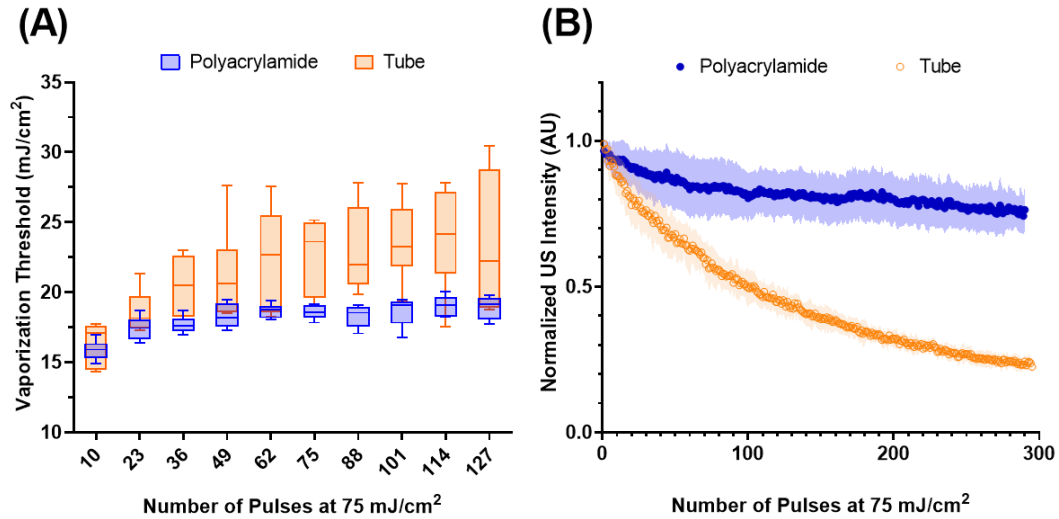 (A)
Polyacrylamide
Tube
Vaporization Threshold (mJ/cm²)
35
30
25
20
15
10
10
23
36
49
62
75
88
101
114
127
Number of Pulses at 75 mJ/cm²
(B)
Polyacrylamide
Tube
Normalized US Intensity (AU)
1.0
0.5
0.0
0
100
200
300
Number of Pulses at 75 mJ/cm²